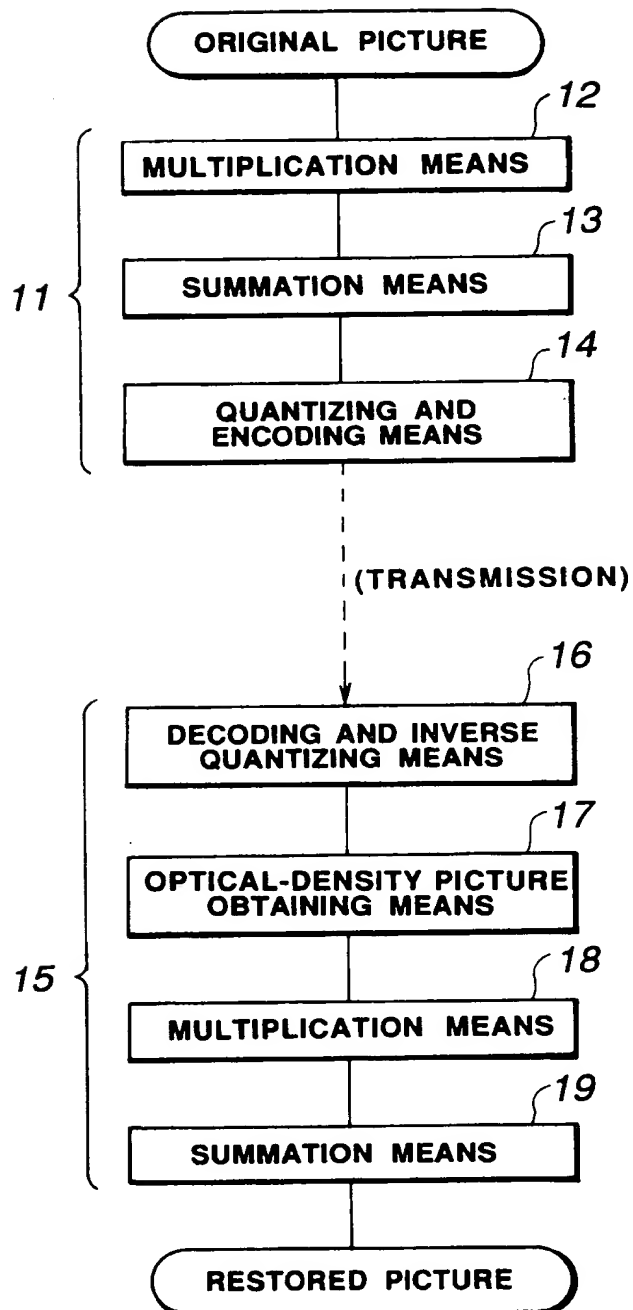 ORIGINAL PICTURE
12
MULTIPLICATION MEANS
13
SUMMATION MEANS
11
14
QUANTIZING AND
ENCODING MEANS
(TRANSMISSION)
16
DECODING AND INVERSE
QUANTIZING MEANS
17
OPTICAL-DENSITY PICTURE
OBTAINING MEANS
15
18
MULTIPLICATION MEANS
19
SUMMATION MEANS
RESTORED PICTURE